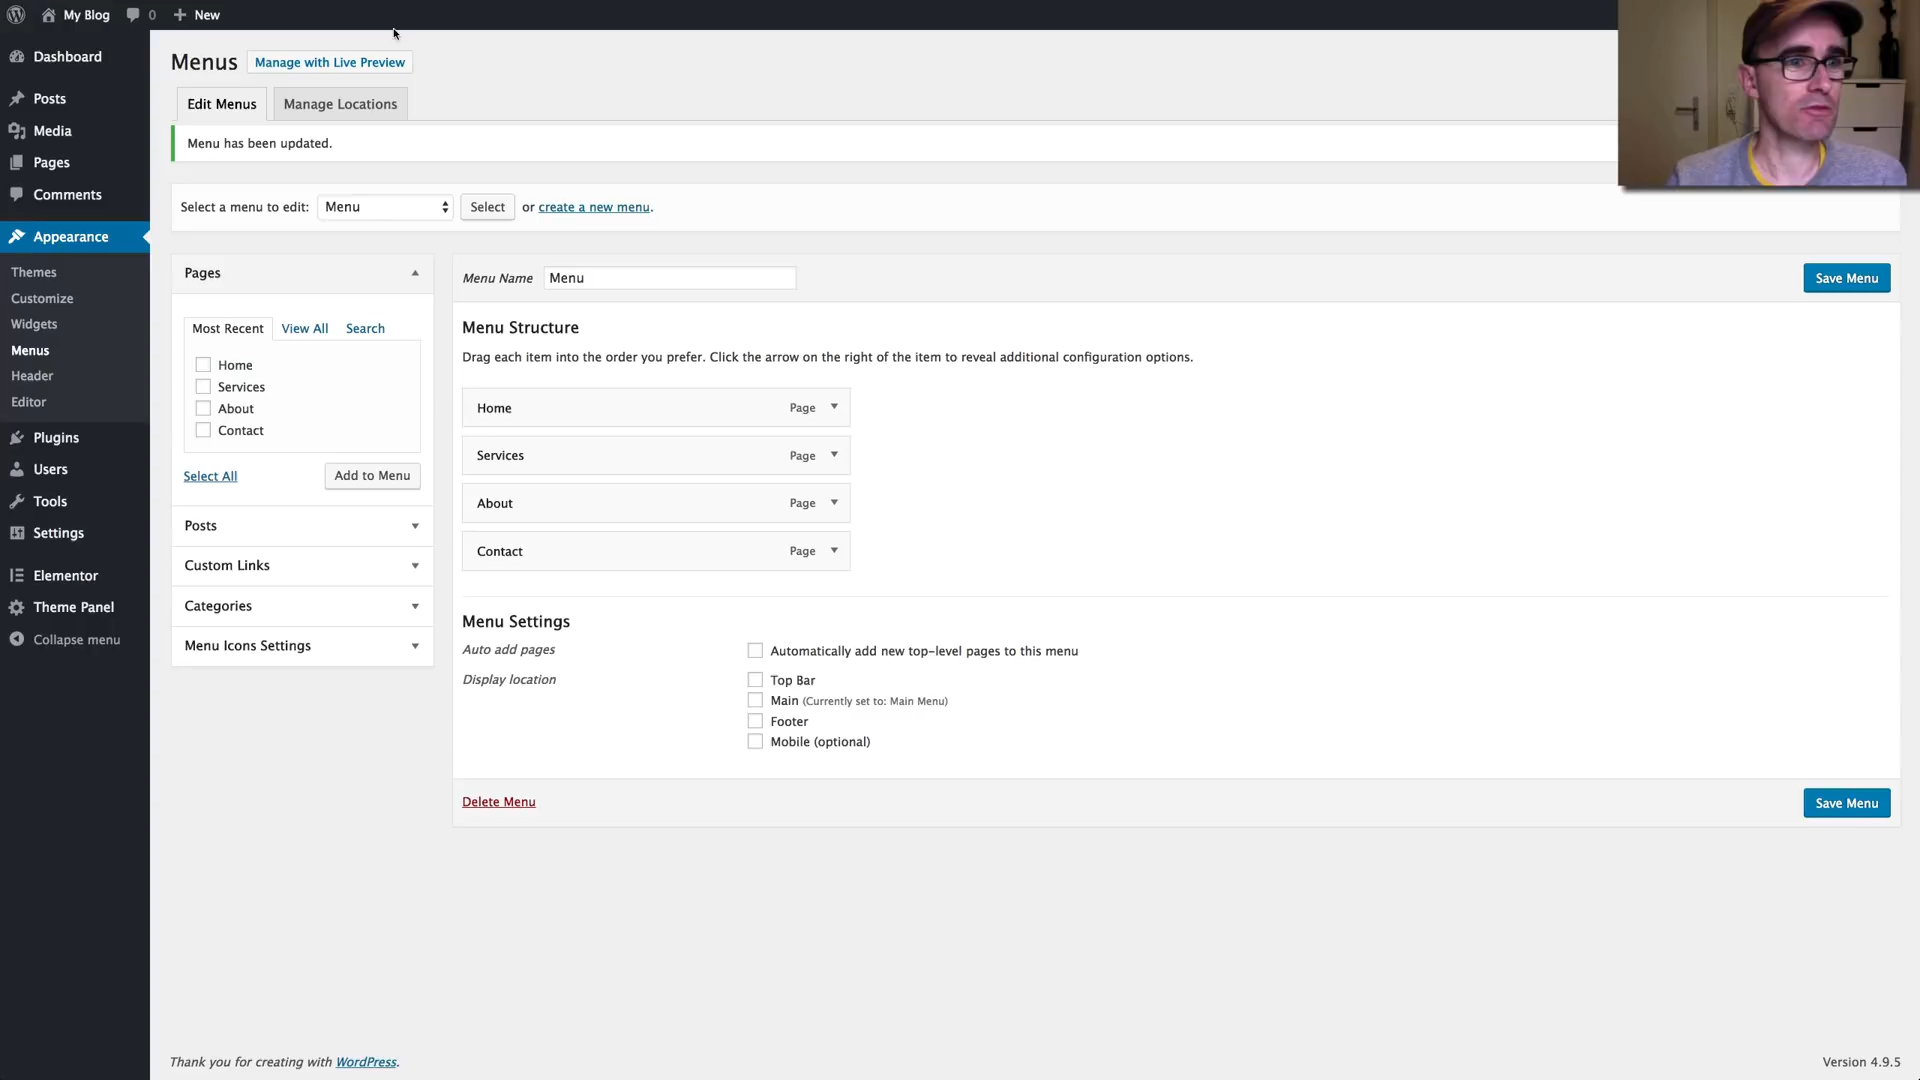 My Blog 0 New
Dashboard
Posts
Media
Pages
Comments
Appearance
Themes
Customize
Widgets
Menus
Header
Editor
Plugins
Users
Tools
Settings
Elementor
Theme Panel
Collapse menu
Menus Manage with Live Preview
Edit Menus Manage Locations
Menu has been updated.
Select a menu to edit: Menu Select or create a new menu.
Pages
Most Recent View All Search
Home
Services
About
Contact
Select All Add to Menu
Posts
Custom Links
Categories
Menu Icons Settings
Menu Name Menu Save Menu
Menu Structure
Drag each item into the order you prefer. Click the arrow on the right of the item to reveal additional configuration options.
Home Page
Services Page
About Page
Contact Page
Menu Settings
Auto add pages Automatically add new top-level pages to this menu
Display location Top Bar
Main (Currently set to: Main Menu)
Footer
Mobile (optional)
Delete Menu Save Menu
Thank you for creating with WordPress. Version 4.9.5